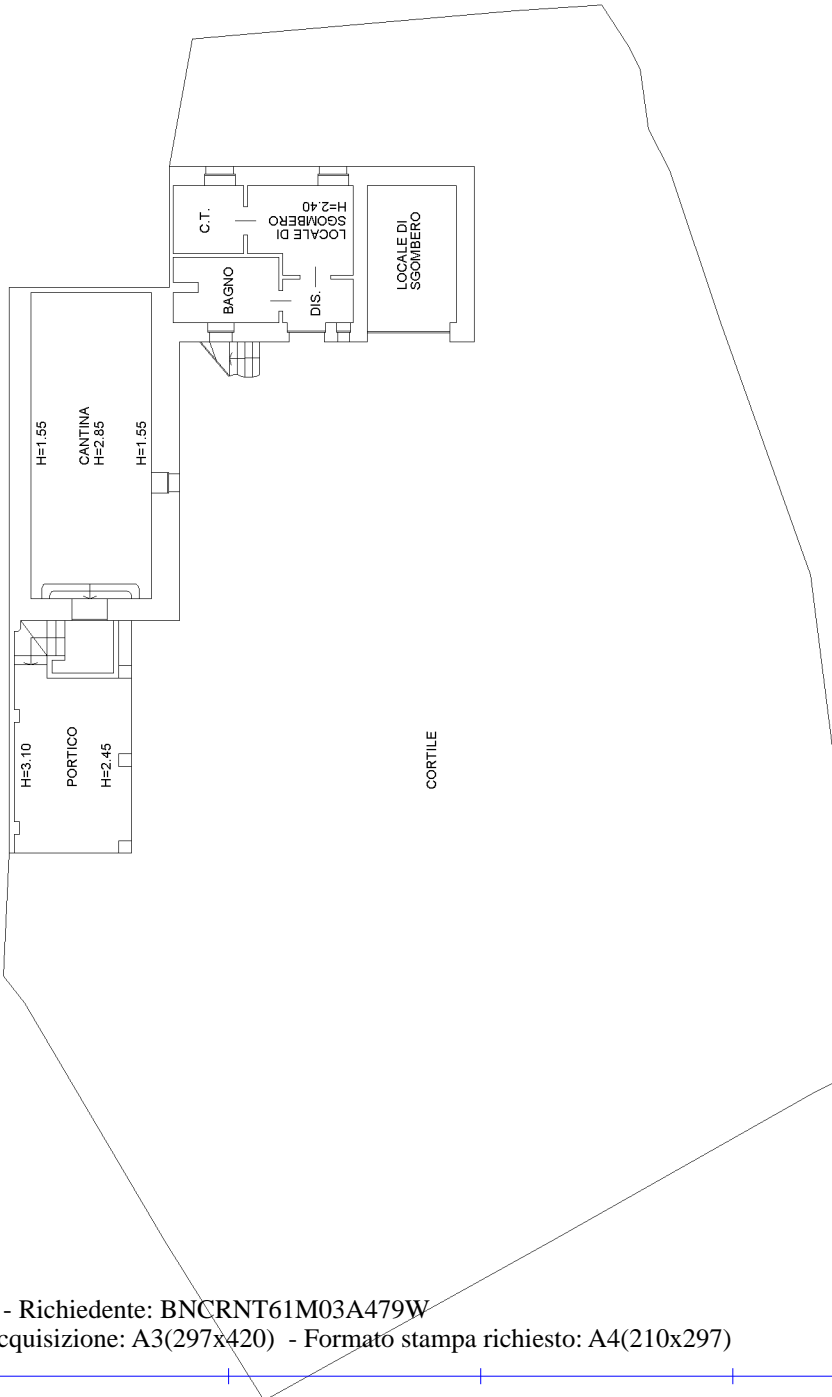 C.T.
LOCALE DI
SGOMBERO
H=2.40
LOCALE DI
SGOMBERO
BAGNO
DIS.
H=1.55
CANTINA
H=2.85
H=1.55
H=3.10
PORTICO
H=2.45
CORTILE
- Richiedente: BNCRNT61M03A479W
cquisizione: A3(297x420) - Formato stampa richiesto: A4(210x297)